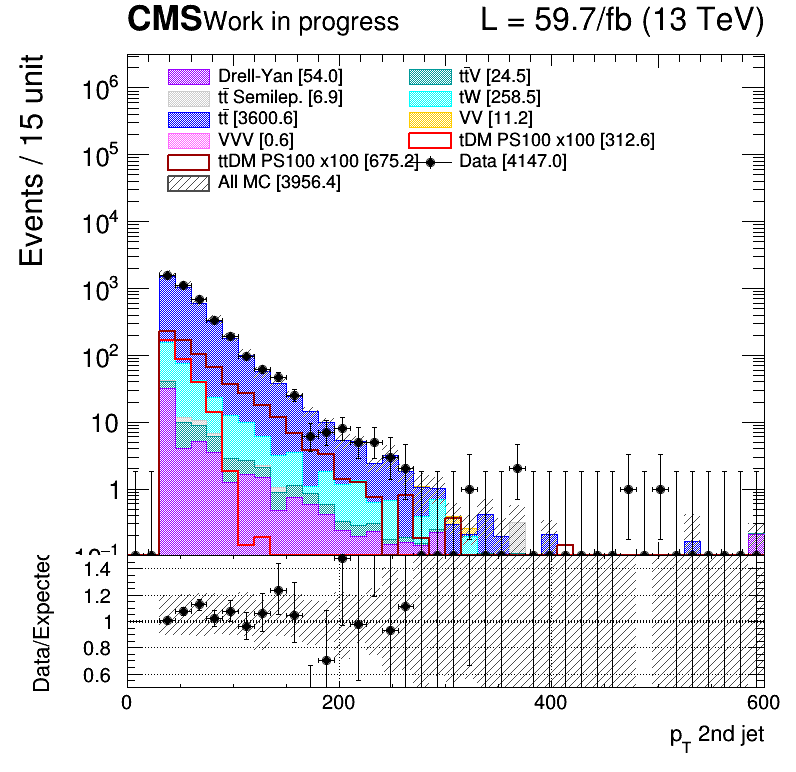 CMS Work in progress L = 59.7/fb (13 TeV)
Events / 15 unit
Drell-Yan [54.0] tt̄V [24.5]
tt̄ Semilep. [6.9] tW [258.5]
tt̄ [3600.6] VV [11.2]
VVV [0.6] tDM PS100 x100 [312.6]
ttDM PS100 x100 [675.2] Data [4147.0]
All MC [3956.4]
10⁶
10⁵
10⁴
10³
10²
10
1
10⁻¹
Data/Expected
1.4
1.2
1
0.8
0.6
0 200 400 600
p_T 2nd jet